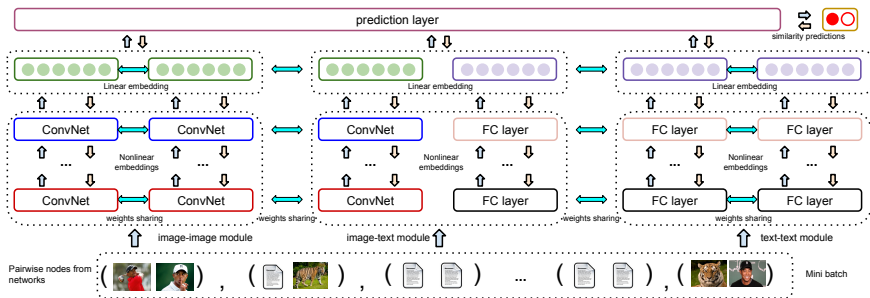 prediction layer
similarity predictions
Linear embedding
Linear embedding
Linear embedding
ConvNet ConvNet ConvNet FC layer FC layer FC layer
... Nonlinear embeddings ... ... Nonlinear embeddings ... ... Nonlinear embeddings ...
ConvNet ConvNet ConvNet FC layer FC layer FC layer
weights sharing weights sharing weights sharing weights sharing
image-image module image-text module text-text module
Pairwise nodes from
networks
( ) , ( ) , ( ) ... ( ) , ( )
Mini batch